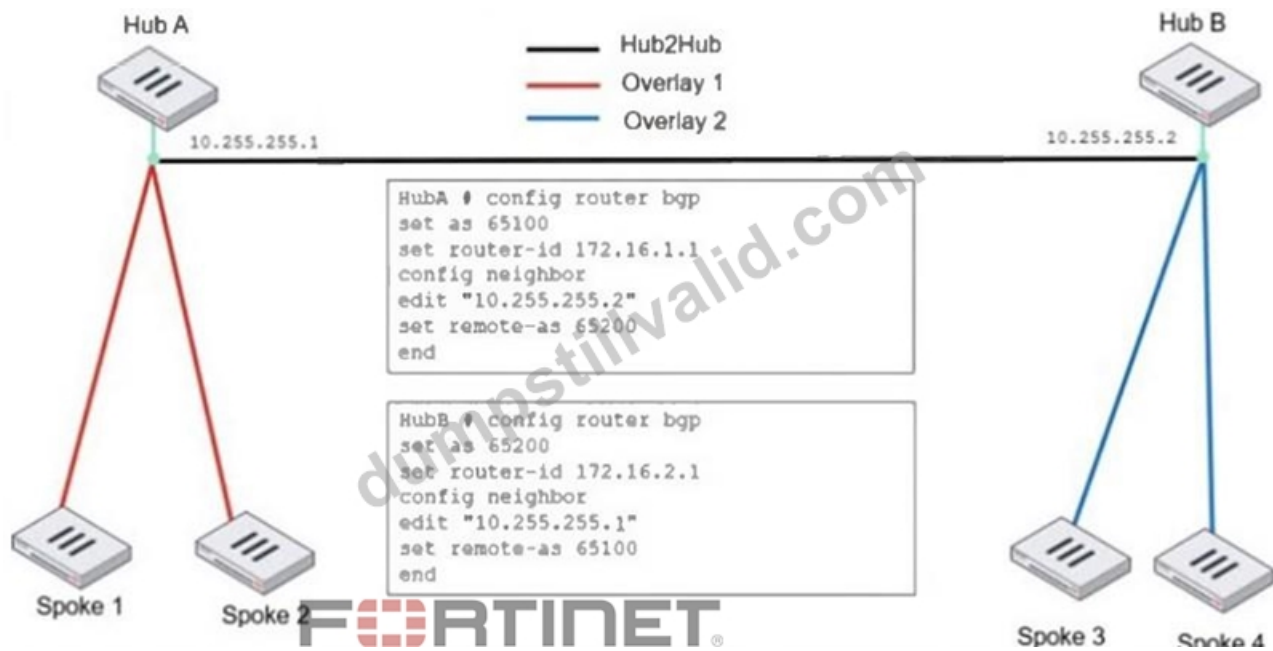 Hub A
Hub B
Hub2Hub
Overlay 1
Overlay 2
10.255.255.1
10.255.255.2
HubA # config router bgp
set as 65100
set router-id 172.16.1.1
config neighbor
edit "10.255.255.2"
set remote-as 65200
end
HubB # config router bgp
set as 65200
set router-id 172.16.2.1
config neighbor
edit "10.255.255.1"
set remote-as 65100
end
dumpstillvalid.com
Spoke 1
Spoke 2
Spoke 3
Spoke 4
FORTINET®